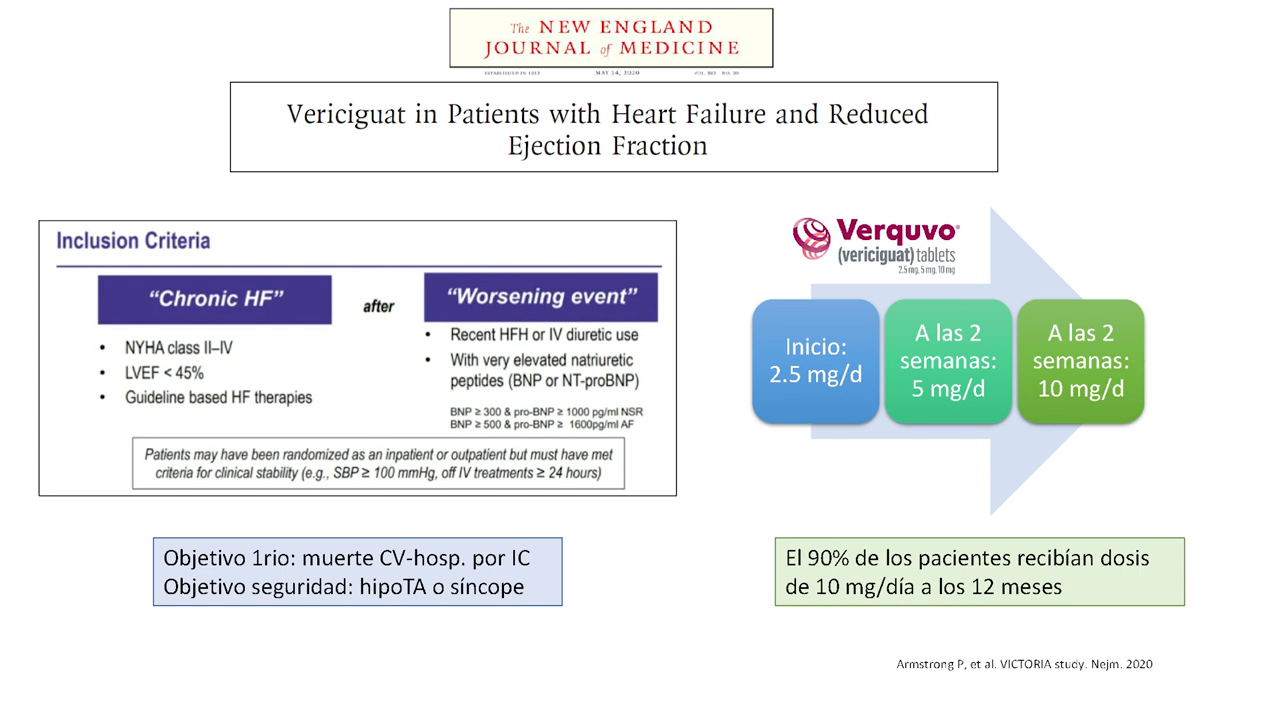 The NEW ENGLAND
JOURNAL of MEDICINE
ESTABLISHED IN 1812 MAY 14, 2020 VOL. 382 NO. 20
Vericiguat in Patients with Heart Failure and Reduced
Ejection Fraction
Inclusion Criteria
“Chronic HF”
after
“Worsening event”
• NYHA class II–IV
• LVEF < 45%
• Guideline based HF therapies
• Recent HFH or IV diuretic use
• With very elevated natriuretic
peptides (BNP or NT-proBNP)
BNP ≥ 300 & pro-BNP ≥ 1000 pg/ml NSR
BNP ≥ 500 & pro-BNP ≥ 1600pg/ml AF
Patients may have been randomized as an inpatient or outpatient but must have met
criteria for clinical stability (e.g., SBP ≥ 100 mmHg, off IV treatments ≥ 24 hours)
Verquvo®
(vericiguat) tablets
2.5 mg, 5 mg, 10 mg
Inicio:
2.5 mg/d
A las 2
semanas:
5 mg/d
A las 2
semanas:
10 mg/d
Objetivo 1rio: muerte CV-hosp. por IC
Objetivo seguridad: hipoTA o síncope
El 90% de los pacientes recibían dosis
de 10 mg/día a los 12 meses
Armstrong P, et al. VICTORIA study. Nejm. 2020